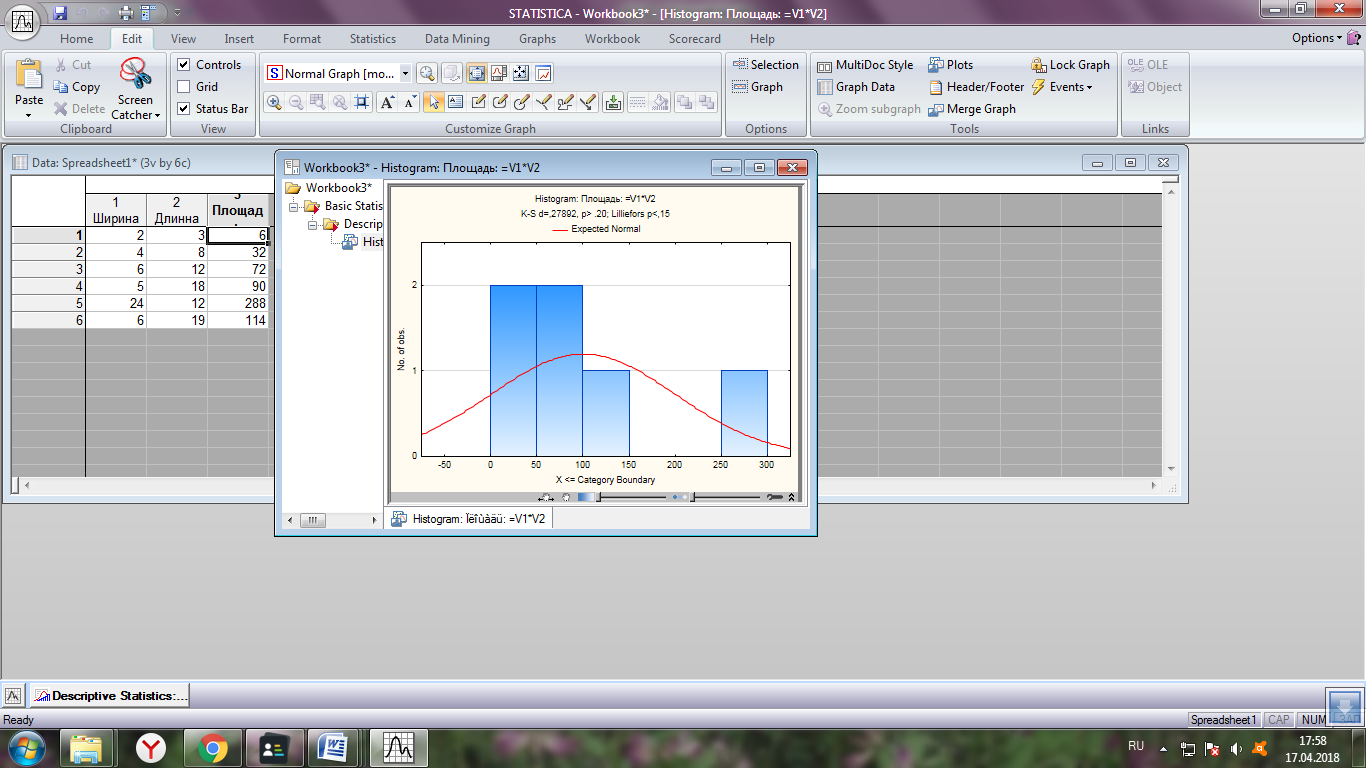 STATISTICA - Workbook3* - [Histogram: Площадь: =V1*V2]
Home Edit View Insert Format Statistics Data Mining Graphs Workbook Scorecard Help Options
Paste
Cut
Copy
Delete
Screen Catcher
Clipboard
Controls
Grid
Status Bar
View
Normal Graph [mo...
Customize Graph
Selection
Graph
Options
MultiDoc Style Plots Lock Graph
Graph Data Header/Footer Events
Zoom subgraph Merge Graph
Tools
OLE
Object
Links
Data: Spreadsheet1* (3v by 6c)
1 2 3
Ширина Длинна Площад
1 2 3 6
2 4 8 32
3 6 12 72
4 5 18 90
5 24 12 288
6 6 19 114
Workbook3* - Histogram: Площадь: =V1*V2
Workbook3*
Basic Statis
Descrip
Hist
Histogram: Площадь: =V1*V2
K-S d=,27892, p> .20; Lilliefors p<,15
Expected Normal
No. of obs.
2
1
0
-50 0 50 100 150 200 250 300
X <= Category Boundary
Histogram: Ïëîùàäü: =V1*V2
Descriptive Statistics:...
Ready
Spreadsheet1 CAP NUM ЗАП
RU
17:58
17.04.2018